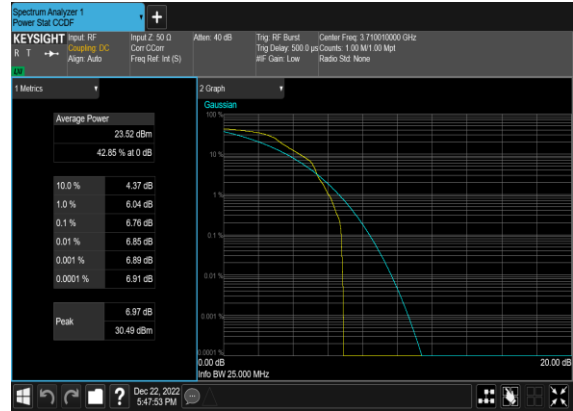 Spectrum Analyzer 1
Power Stat CCDF
KEYSIGHT
R T
LM
Input: RF
Coupling: DC
Align: Auto
Input Z: 50 Ω
Corr CCorr
Freq Ref: Int (S)
Atten: 40 dB
Trig: RF Burst
Trig Delay: 500.0 µs
#IF Gain: Low
Center Freq: 3.710010000 GHz
Counts: 1.00 M/1.00 Mpt
Radio Std: None
1 Metrics
Average Power
23.52 dBm
42.85 % at 0 dB
10.0 % 4.37 dB
1.0 % 6.04 dB
0.1 % 6.76 dB
0.01 % 6.85 dB
0.001 % 6.89 dB
0.0001 % 6.91 dB
Peak
6.97 dB
30.49 dBm
2 Graph
Gaussian
100 %
10 %
1 %
0.1 %
0.01 %
0.001 %
0.0001 %
0.00 dB 20.00 dB
Info BW 25.000 MHz
Dec 22, 2022
5:47:53 PM